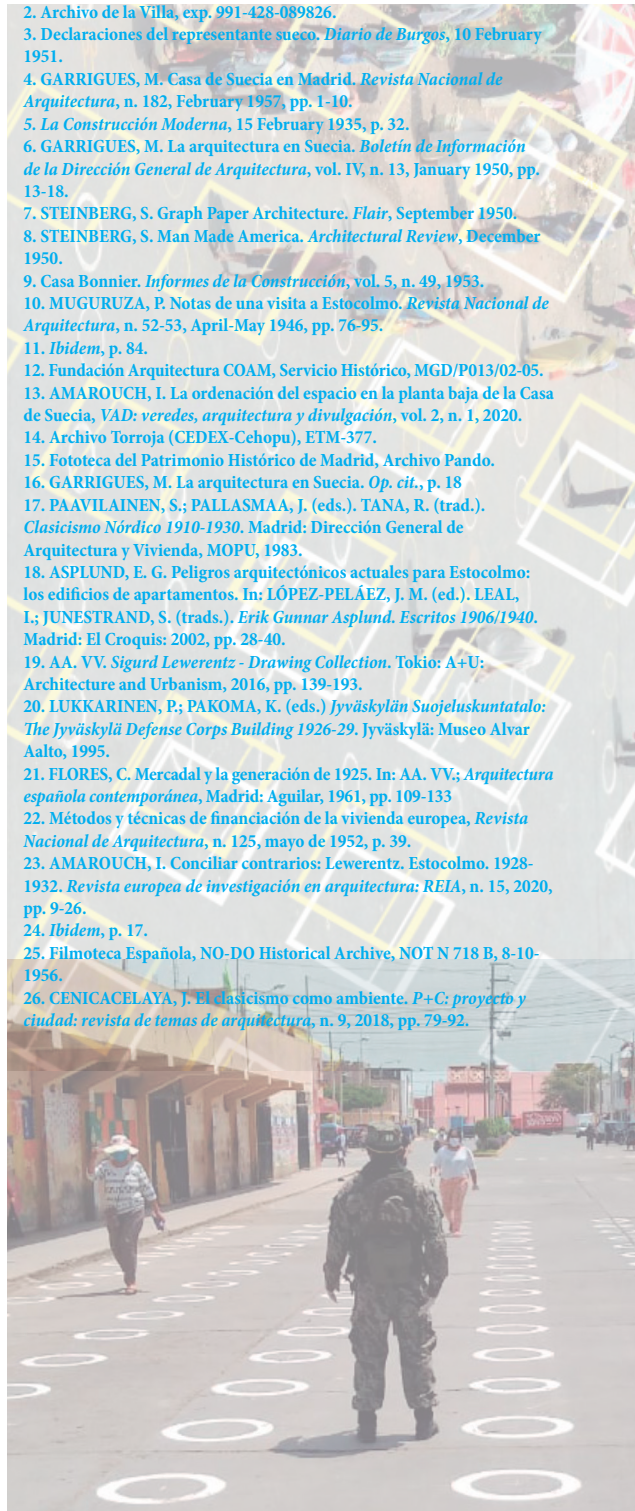 2. Archivo de la Villa, exp. 991-428-089826.
3. Declaraciones del representante sueco. Diario de Burgos, 10 February
1951.
4. GARRIGUES, M. Casa de Suecia en Madrid. Revista Nacional de
Arquitectura, n. 182, February 1957, pp. 1-10.
5. La Construcción Moderna, 15 February 1935, p. 32.
6. GARRIGUES, M. La arquitectura en Suecia. Boletín de Información
de la Dirección General de Arquitectura, vol. IV, n. 13, January 1950, pp.
13-18.
7. STEINBERG, S. Graph Paper Architecture. Flair, September 1950.
8. STEINBERG, S. Man Made America. Architectural Review, December
1950.
9. Casa Bonnier. Informes de la Construcción, vol. 5, n. 49, 1953.
10. MUGURUZA, P. Notas de una visita a Estocolmo. Revista Nacional de
Arquitectura, n. 52-53, April-May 1946, pp. 76-95.
11. Ibidem, p. 84.
12. Fundación Arquitectura COAM, Servicio Histórico, MGD/P013/02-05.
13. AMAROUCH, I. La ordenación del espacio en la planta baja de la Casa
de Suecia, VAD: veredes, arquitectura y divulgación, vol. 2, n. 1, 2020.
14. Archivo Torroja (CEDEX-Cehopu), ETM-377.
15. Fototeca del Patrimonio Histórico de Madrid, Archivo Pando.
16. GARRIGUES, M. La arquitectura en Suecia. Op. cit., p. 18
17. PAAVILAINEN, S.; PALLASMAA, J. (eds.). TANA, R. (trad.).
Clasicismo Nórdico 1910-1930. Madrid: Dirección General de
Arquitectura y Vivienda, MOPU, 1983.
18. ASPLUND, E. G. Peligros arquitectónicos actuales para Estocolmo:
los edificios de apartamentos. In: LÓPEZ-PELÁEZ, J. M. (ed.). LEAL,
I.; JUNESTRAND, S. (trads.). Erik Gunnar Asplund. Escritos 1906/1940.
Madrid: El Croquis: 2002, pp. 28-40.
19. AA. VV. Sigurd Lewerentz - Drawing Collection. Tokio: A+U:
Architecture and Urbanism, 2016, pp. 139-193.
20. LUKKARINEN, P.; PAKOMA, K. (eds.) Jyväskylän Suojeluskuntatalo:
The Jyväskylä Defense Corps Building 1926-29. Jyväskylä: Museo Alvar
Aalto, 1995.
21. FLORES, C. Mercadal y la generación de 1925. In: AA. VV.; Arquitectura
española contemporánea, Madrid: Aguilar, 1961, pp. 109-133
22. Métodos y técnicas de financiación de la vivienda europea, Revista
Nacional de Arquitectura, n. 125, mayo de 1952, p. 39.
23. AMAROUCH, I. Conciliar contrarios: Lewerentz. Estocolmo. 1928-
1932. Revista europea de investigación en arquitectura: REIA, n. 15, 2020,
pp. 9-26.
24. Ibidem, p. 17.
25. Filmoteca Española, NO-DO Historical Archive, NOT N 718 B, 8-10-
1956.
26. CENICACELAYA, J. El clasicismo como ambiente. P+C: proyecto y
ciudad: revista de temas de arquitectura, n. 9, 2018, pp. 79-92.